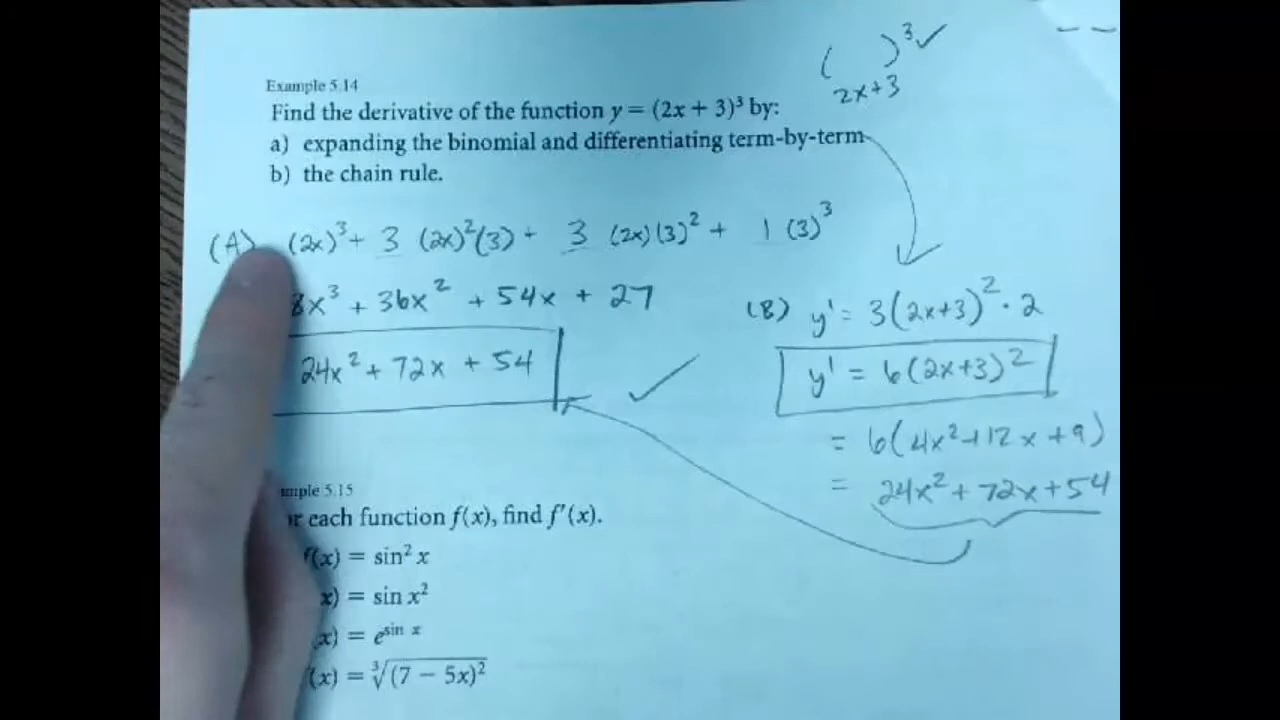 ( )³✓
2x+3
Example 5.14
Find the derivative of the function y = (2x + 3)³ by:
a) expanding the binomial and differentiating term-by-term
b) the chain rule.
(A) (2x)³ + 3 (2x)²(3) + 3 (2x)(3)² + 1 (3)³
8x³ + 36x² + 54x + 27
24x² + 72x + 54 ✓
(B) y' = 3(2x+3)² · 2
y' = 6(2x+3)²
= 6(4x²+12x+9)
= 24x²+72x+54
mple 5.15
r each function f(x), find f'(x).
f(x) = sin² x
x) = sin x²
x) = e^sin x
(x) = ∛(7 − 5x)²